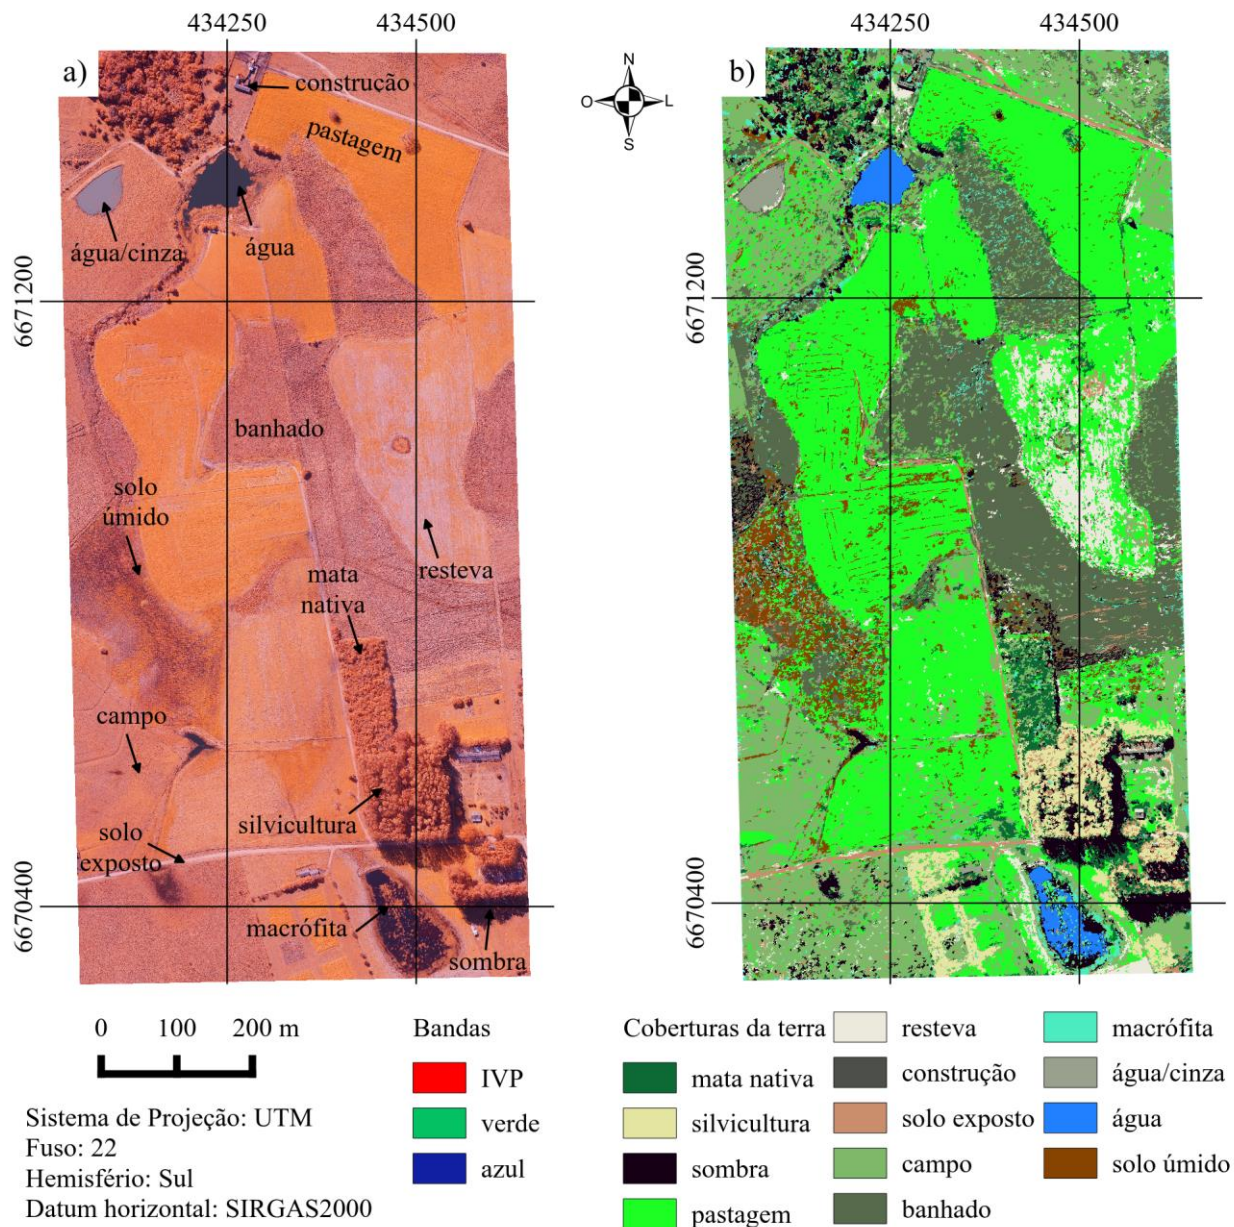 434250
434500
434250
434500
a)
b)
N
O
L
S
construção
pastagem
água/cinza
água
6671200
6671200
banhado
solo
úmido
resteva
mata
nativa
campo
silvicultura
solo
exposto
6670400
6670400
macrófita
sombra
0 100 200 m
Sistema de Projeção: UTM
Fuso: 22
Hemisfério: Sul
Datum horizontal: SIRGAS2000
Bandas
IVP
verde
azul
Coberturas da terra
mata nativa
silvicultura
sombra
pastagem
resteva
construção
solo exposto
campo
banhado
macrófita
água/cinza
água
solo úmido